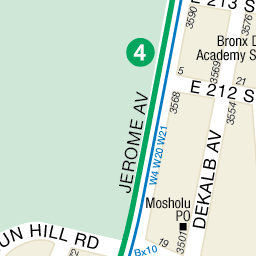 E 213 S
3590
Bronx D
Academy S
3569
4
5
21
E 212 S
3568
3554
JEROME AV
W4.W20 W21
DEKALB AV
Mosholu
PO
3501
19
UN HILL RD
Bx10